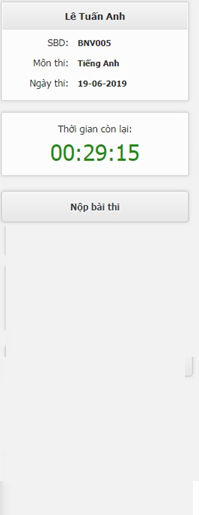 Lê Tuấn Anh
SBD: BNV005
Môn thi: Tiếng Anh
Ngày thi: 19-06-2019
Thời gian còn lại:
00:29:15
Nộp bài thi